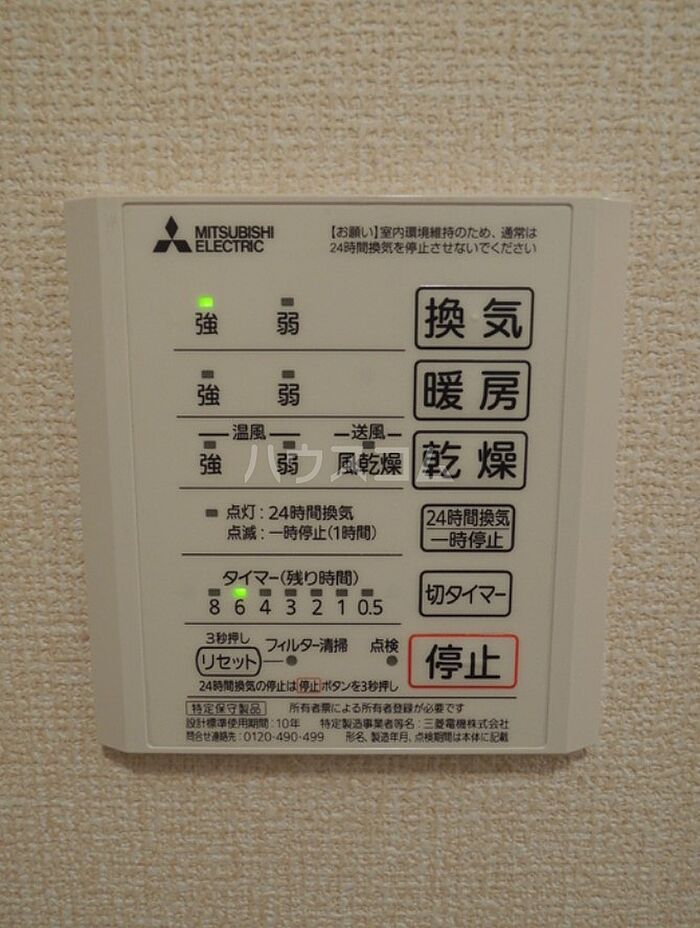 MITSUBISHI
ELECTRIC
【お願い】室内環境維持のため、通常は
24時間換気を停止させないでください
強 弱 換気
強 弱 暖房
温風 送風
強 弱 風乾燥 乾燥
ハウスコム
点灯：24時間換気
点滅：一時停止(1時間)
24時間換気
一時停止
タイマー(残り時間)
8 6 4 3 2 1 0.5
切タイマー
3秒押し
リセット フィルター清掃 点検
停止
24時間換気の停止は停止ボタンを3秒押し
特定保守製品 所有者票による所有者登録が必要です
設計標準使用期間：10年 特定製造事業者等名：三菱電機株式会社
問合せ連絡先：0120-490-499 形名、製造年月、点検期間は本体に記載